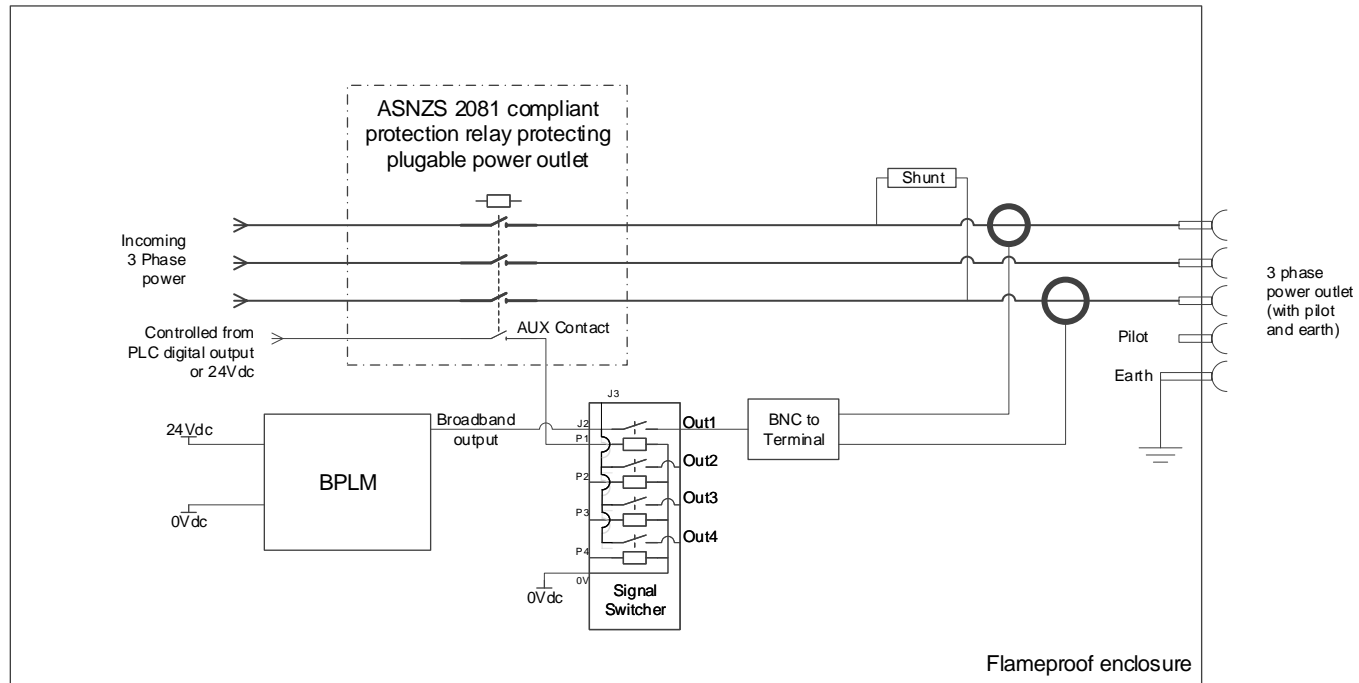 ASNZS 2081 compliant
protection relay protecting
plugable power outlet
Shunt
Incoming
3 Phase
power
3 phase
power outlet
(with pilot
and earth)
Controlled from
PLC digital output
or 24Vdc
AUX Contact
Pilot
Earth
J3
24Vdc
0Vdc
BPLM
Broadband
output
J2
P1
P2
P3
P4
0V
Out1
Out2
Out3
Out4
0Vdc
Signal
Switcher
BNC to
Terminal
Flameproof enclosure